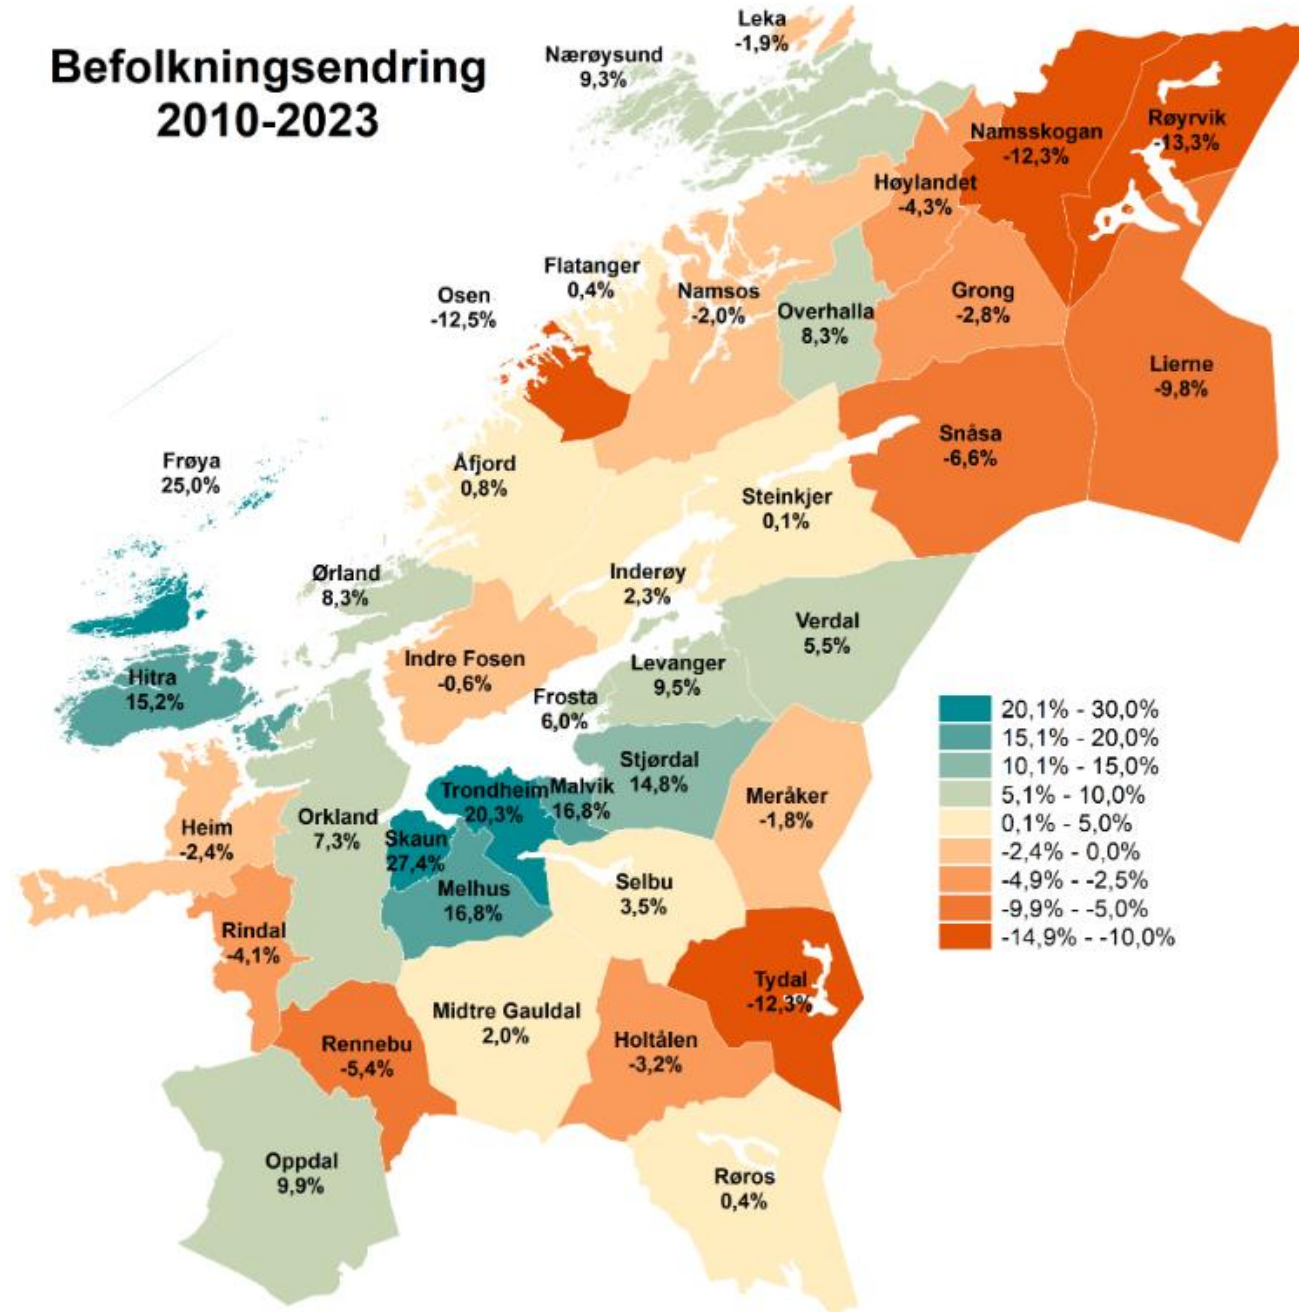 Befolkningsendring
2010-2023
Leka
-1,9%
Nærøysund
9,3%
Namsskogan
-12,3%
Røyrvik
-13,3%
Høylandet
-4,3%
Flatanger
0,4%
Osen
-12,5%
Namsos
-2,0%
Overhalla
8,3%
Grong
-2,8%
Lierne
-9,8%
Snåsa
-6,6%
Frøya
25,0%
Åfjord
0,8%
Steinkjer
0,1%
Ørland
8,3%
Inderøy
2,3%
Verdal
5,5%
Hitra
15,2%
Indre Fosen
-0,6%
Levanger
9,5%
Frosta
6,0%
Stjørdal
14,8%
Trondheim
20,3%
Malvik
16,8%
Meråker
-1,8%
Heim
-2,4%
Orkland
7,3%
Skaun
27,4%
Melhus
16,8%
Selbu
3,5%
Rindal
-4,1%
Tydal
-12,3%
Midtre Gauldal
2,0%
Rennebu
-5,4%
Holtålen
-3,2%
Oppdal
9,9%
Røros
0,4%
20,1% - 30,0%
15,1% - 20,0%
10,1% - 15,0%
5,1% - 10,0%
0,1% - 5,0%
-2,4% - 0,0%
-4,9% - -2,5%
-9,9% - -5,0%
-14,9% - -10,0%